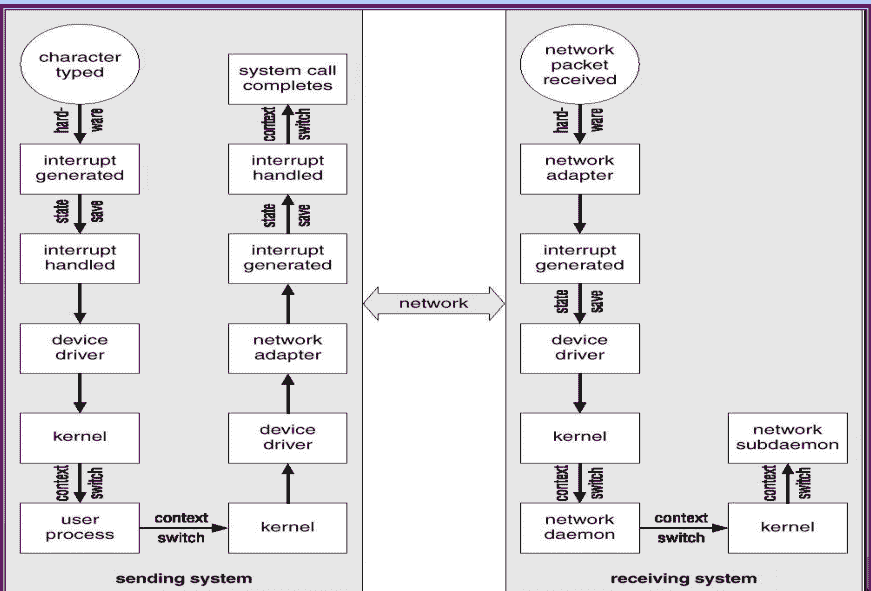 character
typed
hard-
ware
interrupt
generated
state
save
interrupt
handled
device
driver
kernel
context
switch
user
process
context
switch
kernel
device
driver
network
adapter
interrupt
generated
state
save
interrupt
handled
context
switch
system call
completes
sending system
network
network
packet
received
hard-
ware
network
adapter
interrupt
generated
state
save
device
driver
kernel
context
switch
network
daemon
context
switch
kernel
context
switch
network
subdaemon
receiving system